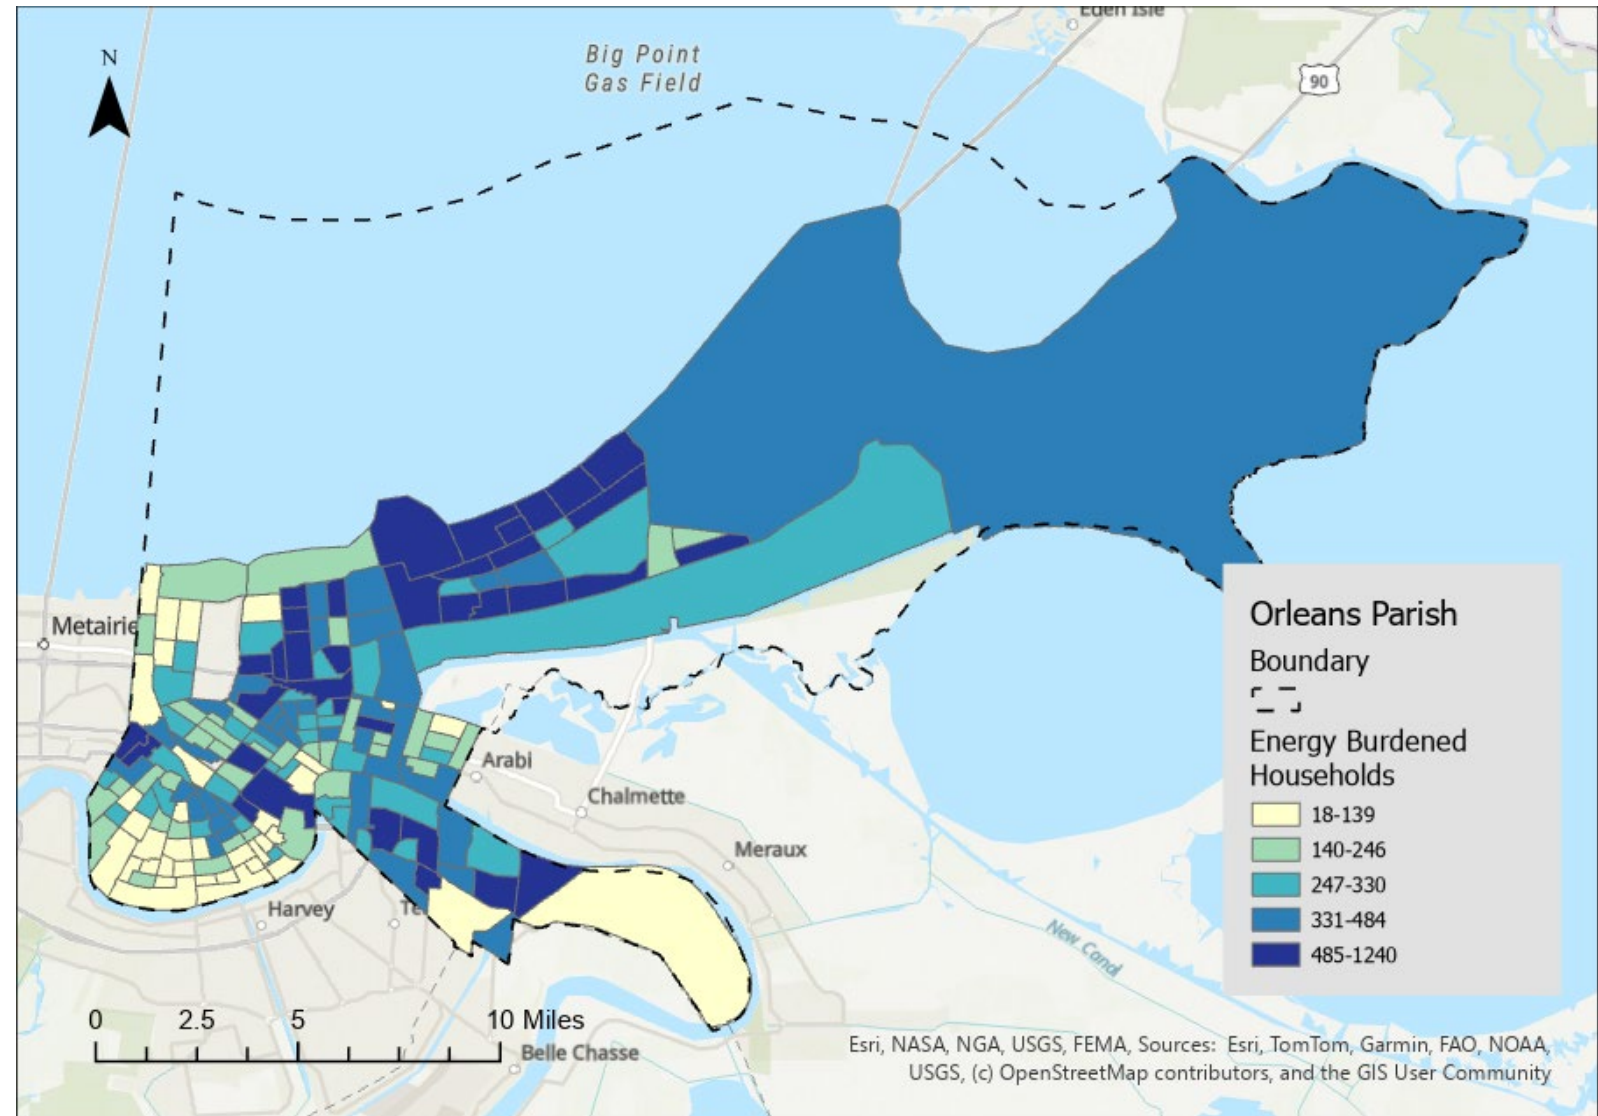 Eden Isle
N
Big Point
Gas Field
90
Metairie
Arabi
Chalmette
Meraux
Harvey
New Canal
Belle Chasse
0 2.5 5 10 Miles
Orleans Parish
Boundary
Energy Burdened
Households
18-139
140-246
247-330
331-484
485-1240
Esri, NASA, NGA, USGS, FEMA, Sources: Esri, TomTom, Garmin, FAO, NOAA,
USGS, (c) OpenStreetMap contributors, and the GIS User Community